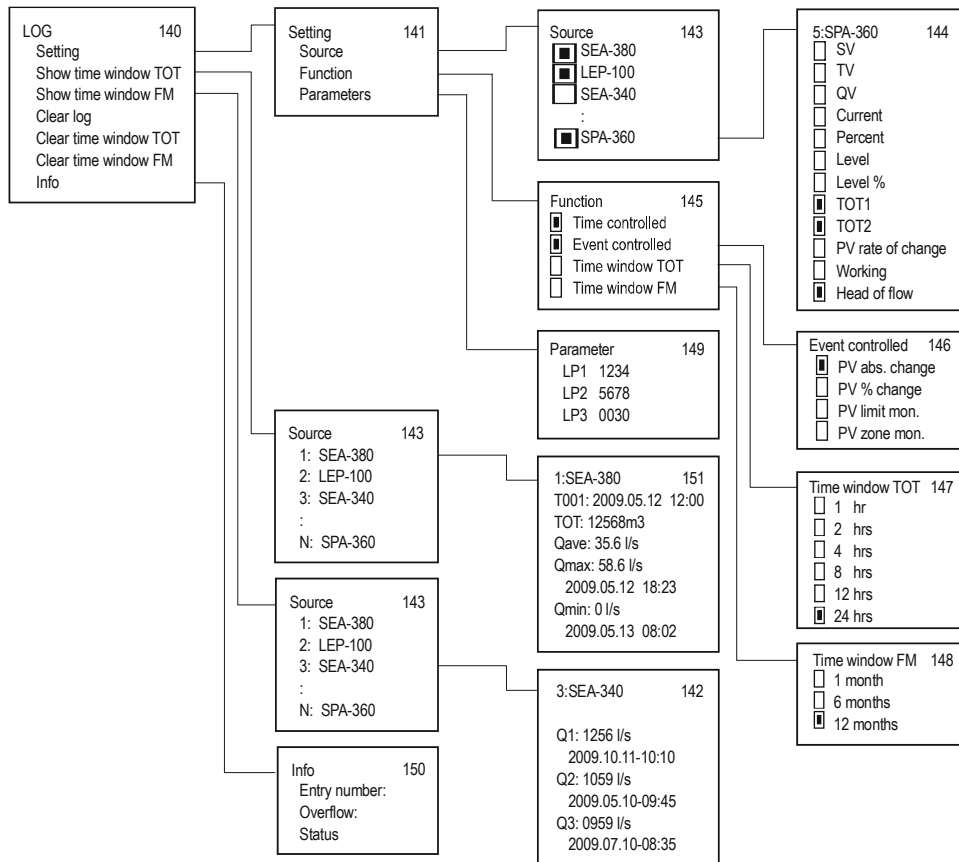 LOG 140
Setting
Show time window TOT
Show time window FM
Clear log
Clear time window TOT
Clear time window FM
Info
Setting 141
Source
Function
Parameters
Source 143
SEA-380
LEP-100
SEA-340
:
SPA-360
5:SPA-360 144
SV
TV
QV
Current
Percent
Level
Level %
TOT1
TOT2
PV rate of change
Working
Head of flow
Function 145
Time controlled
Event controlled
Time window TOT
Time window FM
Event controlled 146
PV abs. change
PV % change
PV limit mon.
PV zone mon.
Parameter 149
LP1 1234
LP2 5678
LP3 0030
Source 143
1: SEA-380
2: LEP-100
3: SEA-340
:
N: SPA-360
1:SEA-380 151
T001: 2009.05.12 12:00
TOT: 12568m3
Qave: 35.6 l/s
Qmax: 58.6 l/s
2009.05.12 18:23
Qmin: 0 l/s
2009.05.13 08:02
Time window TOT 147
1 hr
2 hrs
4 hrs
8 hrs
12 hrs
24 hrs
Source 143
1: SEA-380
2: LEP-100
3: SEA-340
:
N: SPA-360
3:SEA-340 142
Q1: 1256 l/s
2009.10.11-10:10
Q2: 1059 l/s
2009.05.10-09:45
Q3: 0959 l/s
2009.07.10-08:35
Time window FM 148
1 month
6 months
12 months
Info 150
Entry number:
Overflow:
Status